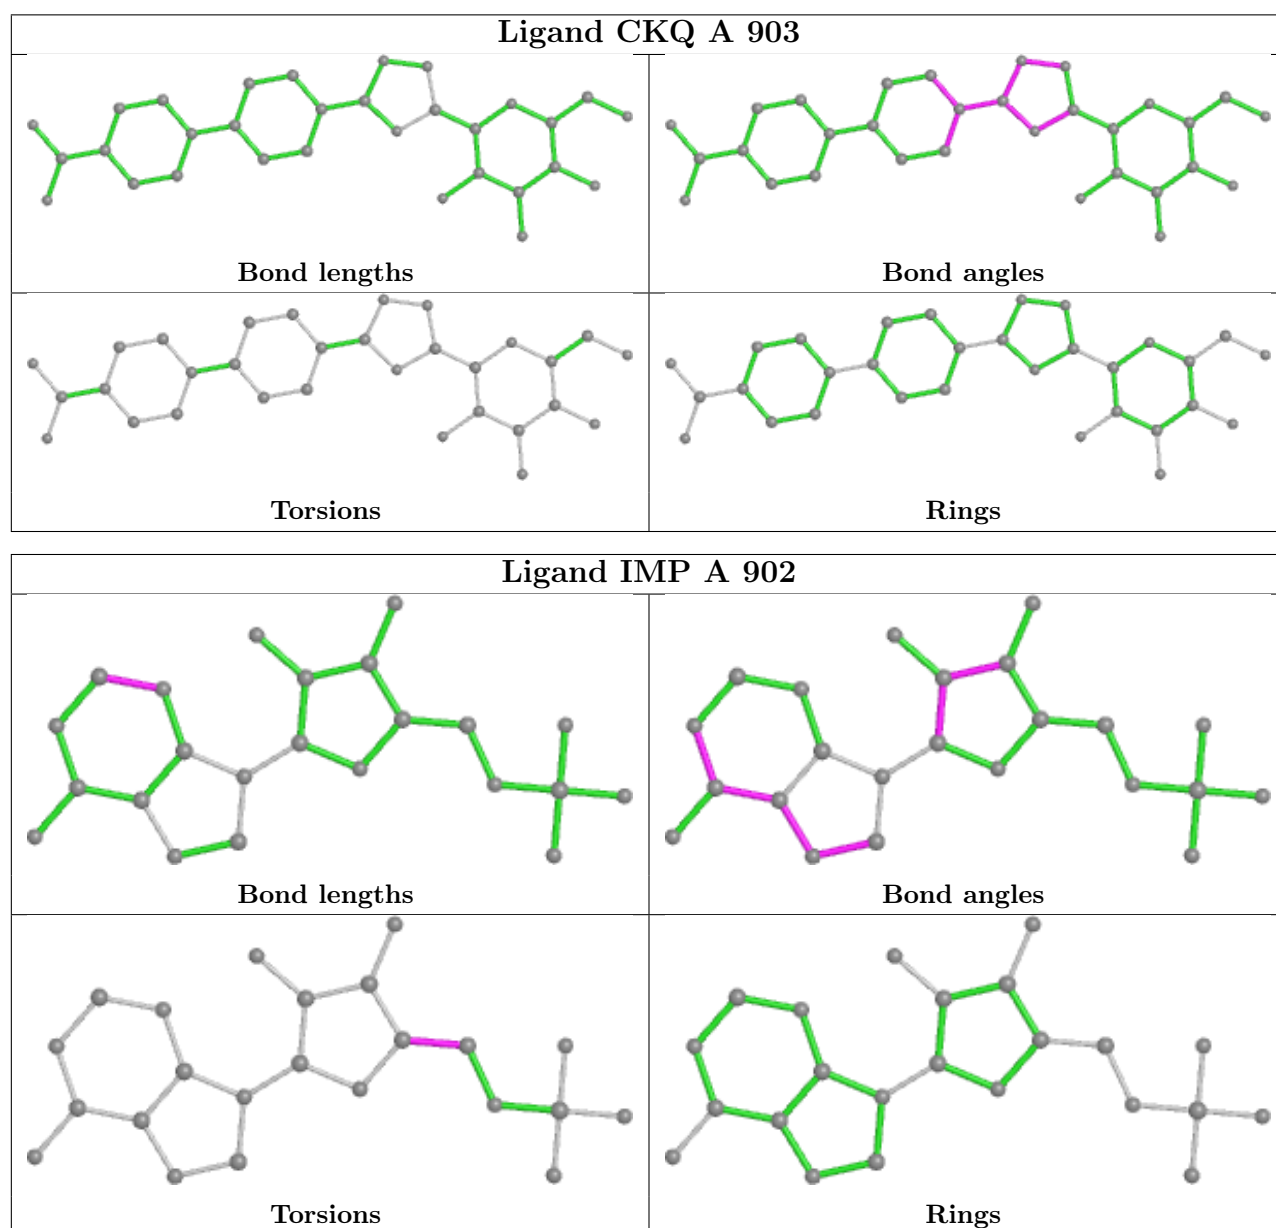 Ligand CKQ A 903
Bond lengths
Bond angles
Torsions
Rings
Ligand IMP A 902
Bond lengths
Bond angles
Torsions
Rings